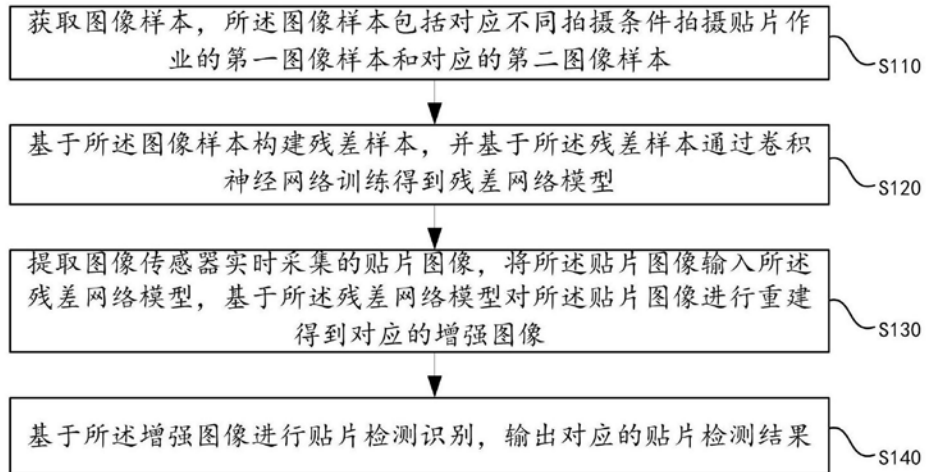 获取图像样本，所述图像样本包括对应不同拍摄条件拍摄贴片作
业的第一图像样本和对应的第二图像样本
S110
基于所述图像样本构建残差样本，并基于所述残差样本通过卷积
神经网络训练得到残差网络模型
S120
提取图像传感器实时采集的贴片图像，将所述贴片图像输入所述
残差网络模型，基于所述残差网络模型对所述贴片图像进行重建
得到对应的增强图像
S130
基于所述增强图像进行贴片检测识别，输出对应的贴片检测结果
S140